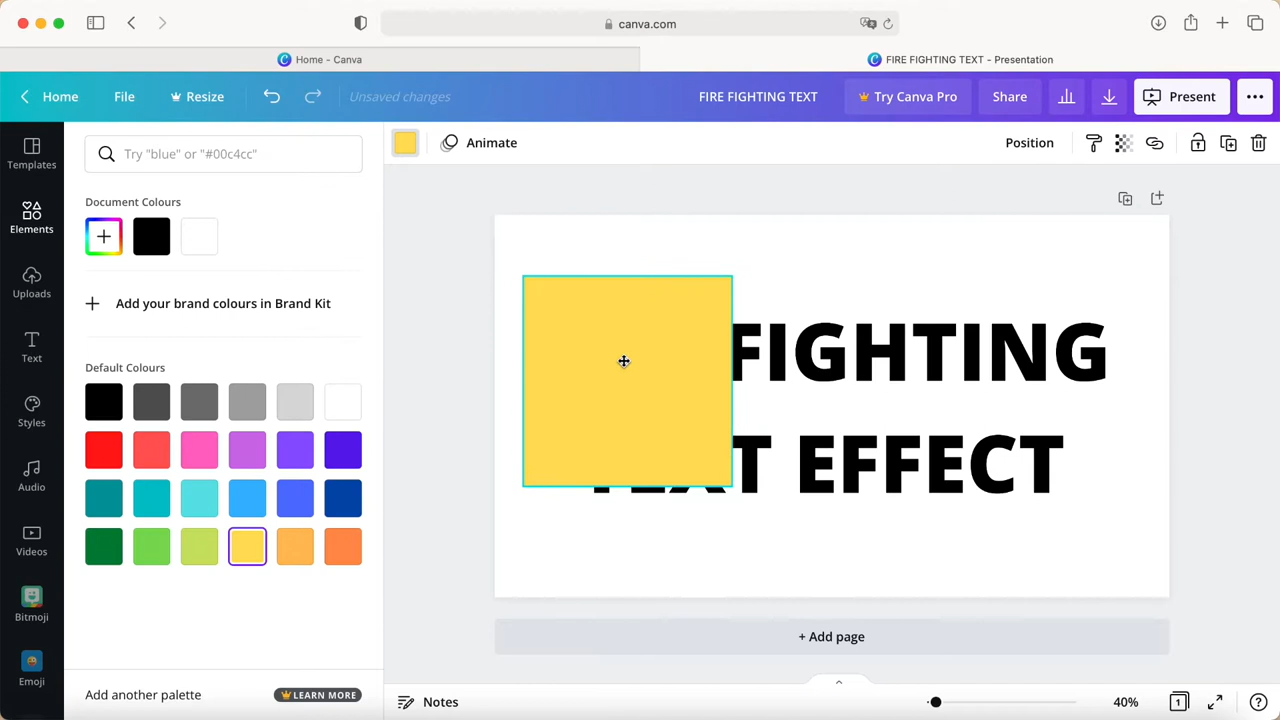 canva.com
Home - Canva
FIRE FIGHTING TEXT - Presentation
Home
File
Resize
Unsaved changes
FIRE FIGHTING TEXT
Try Canva Pro
Share
Present
Templates
Elements
Uploads
Text
Styles
Audio
Videos
Bitmoji
Emoji
Try "blue" or "#00c4cc"
Document Colours
Add your brand colours in Brand Kit
Default Colours
Add another palette
LEARN MORE
Animate
Position
FIGHTING
TEXT EFFECT
+ Add page
Notes
40%
1